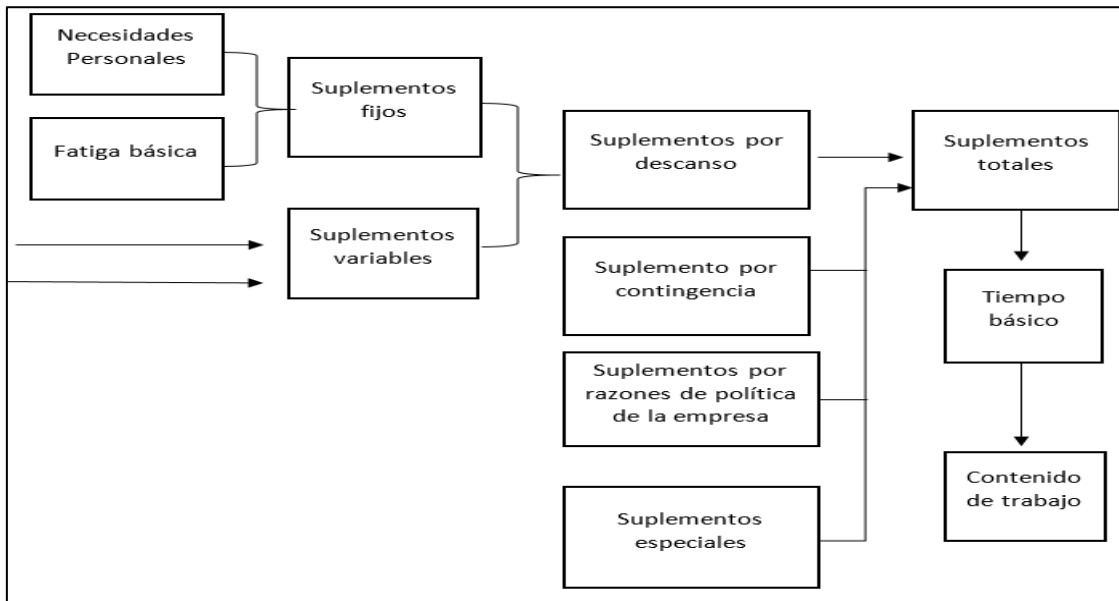 Necesidades
Personales
Fatiga básica
Suplementos
fijos
Suplementos
variables
Suplementos por
descanso
Suplemento por
contingencia
Suplementos por
razones de política
de la empresa
Suplementos
especiales
Suplementos
totales
Tiempo
básico
Contenido
de trabajo